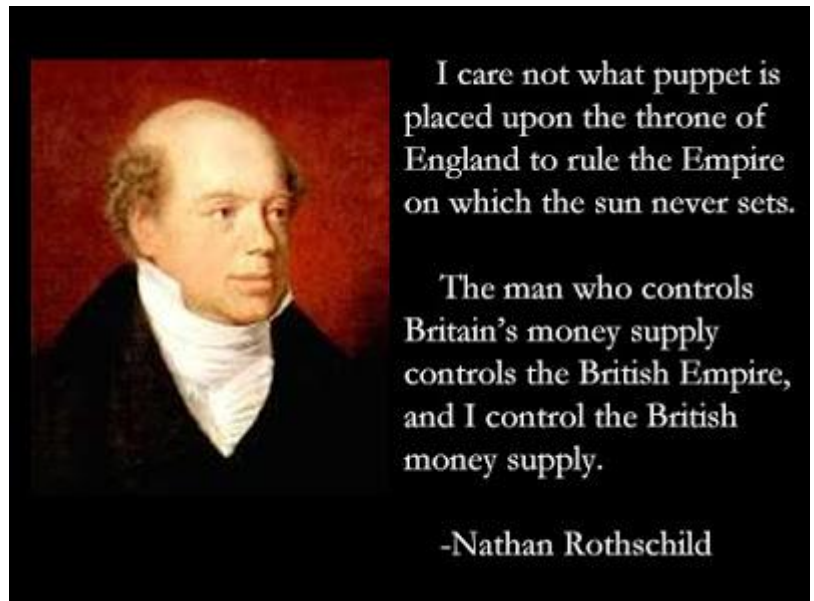 I care not what puppet is
placed upon the throne of
England to rule the Empire
on which the sun never sets.
The man who controls
Britain’s money supply
controls the British Empire,
and I control the British
money supply.
-Nathan Rothschild